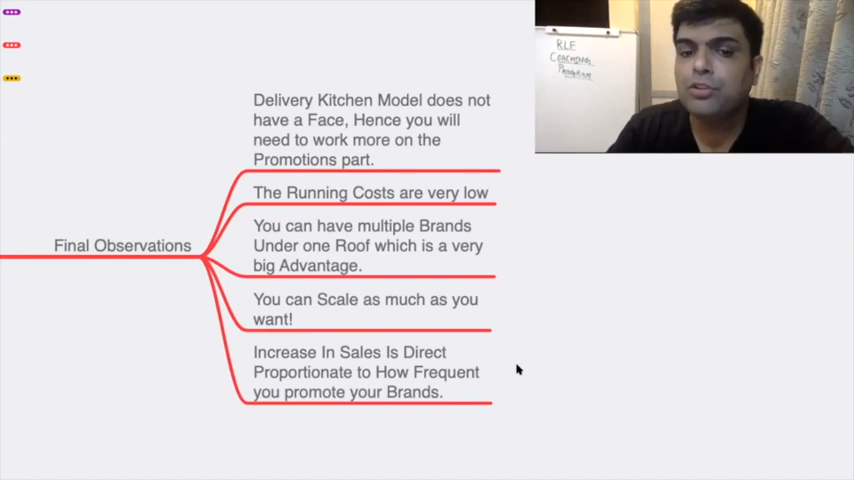 RLF
COACHING
PROGRAM
Delivery Kitchen Model does not
have a Face, Hence you will
need to work more on the
Promotions part.
The Running Costs are very low
You can have multiple Brands
Under one Roof which is a very
big Advantage.
Final Observations
You can Scale as much as you
want!
Increase In Sales Is Direct
Proportionate to How Frequent
you promote your Brands.